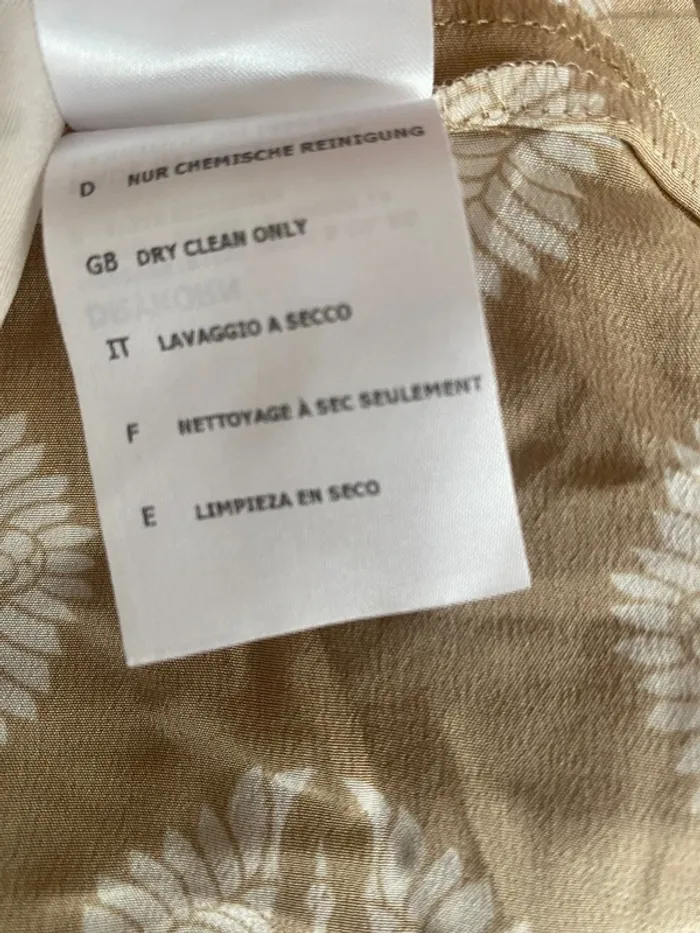 D NUR CHEMISCHE REINIGUNG
GB DRY CLEAN ONLY
IT LAVAGGIO A SECCO
F NETTOYAGE À SEC SEULEMENT
E LIMPIEZA EN SECO